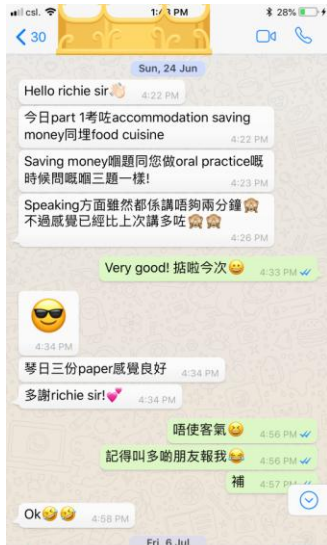 csl.
1:43 PM
28%
30
Sun, 24 Jun
Hello richie sir
4:22 PM
今日part 1考咗accommodation saving
money同埋food cuisine
4:22 PM
Saving money嗰題同您做oral practice嘅
時候問嘅嗰三題一樣!
4:23 PM
Speaking方面雖然都係講唔夠兩分鐘
不過感覺已經比上次講多咗
4:26 PM
Very good! 掂啦今次
4:33 PM
4:34 PM
琴日三份paper感覺良好
4:34 PM
多謝richie sir!
4:34 PM
唔使客氣
4:56 PM
記得叫多啲朋友報我
4:56 PM
補
4:57 PM
Ok
4:58 PM
Fri, 6 Jul